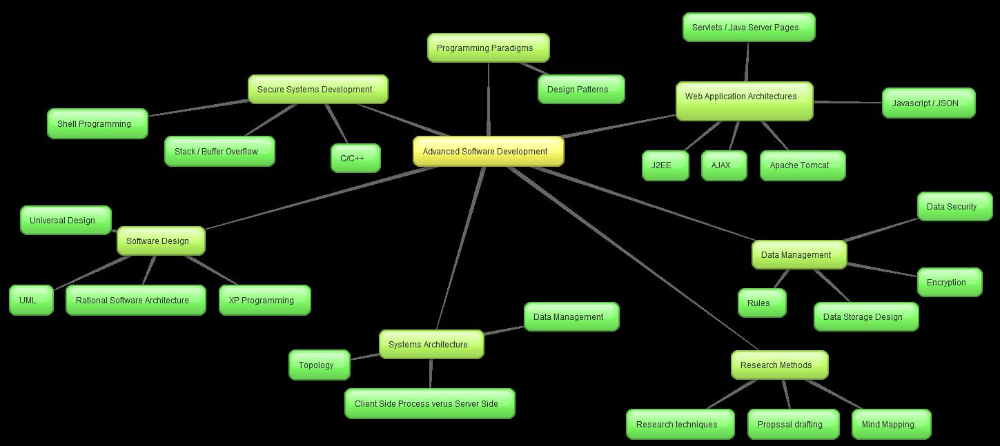 Servlets / Java Server Pages
Programming Paradigms
Secure Systems Development
Design Patterns
Web Application Architectures
Javascript / JSON
Shell Programming
Stack / Buffer Overflow
C/C++
Advanced Software Development
J2EE
AJAX
Apache Tomcat
Universal Design
Data Security
Software Design
Data Management
Encryption
UML
Rational Software Architecture
XP Programming
Rules
Data Storage Design
Data Management
Systems Architecture
Topology
Research Methods
Client Side Process verus Server Side
Research techniques
Propssal drafting
Mind Mapping